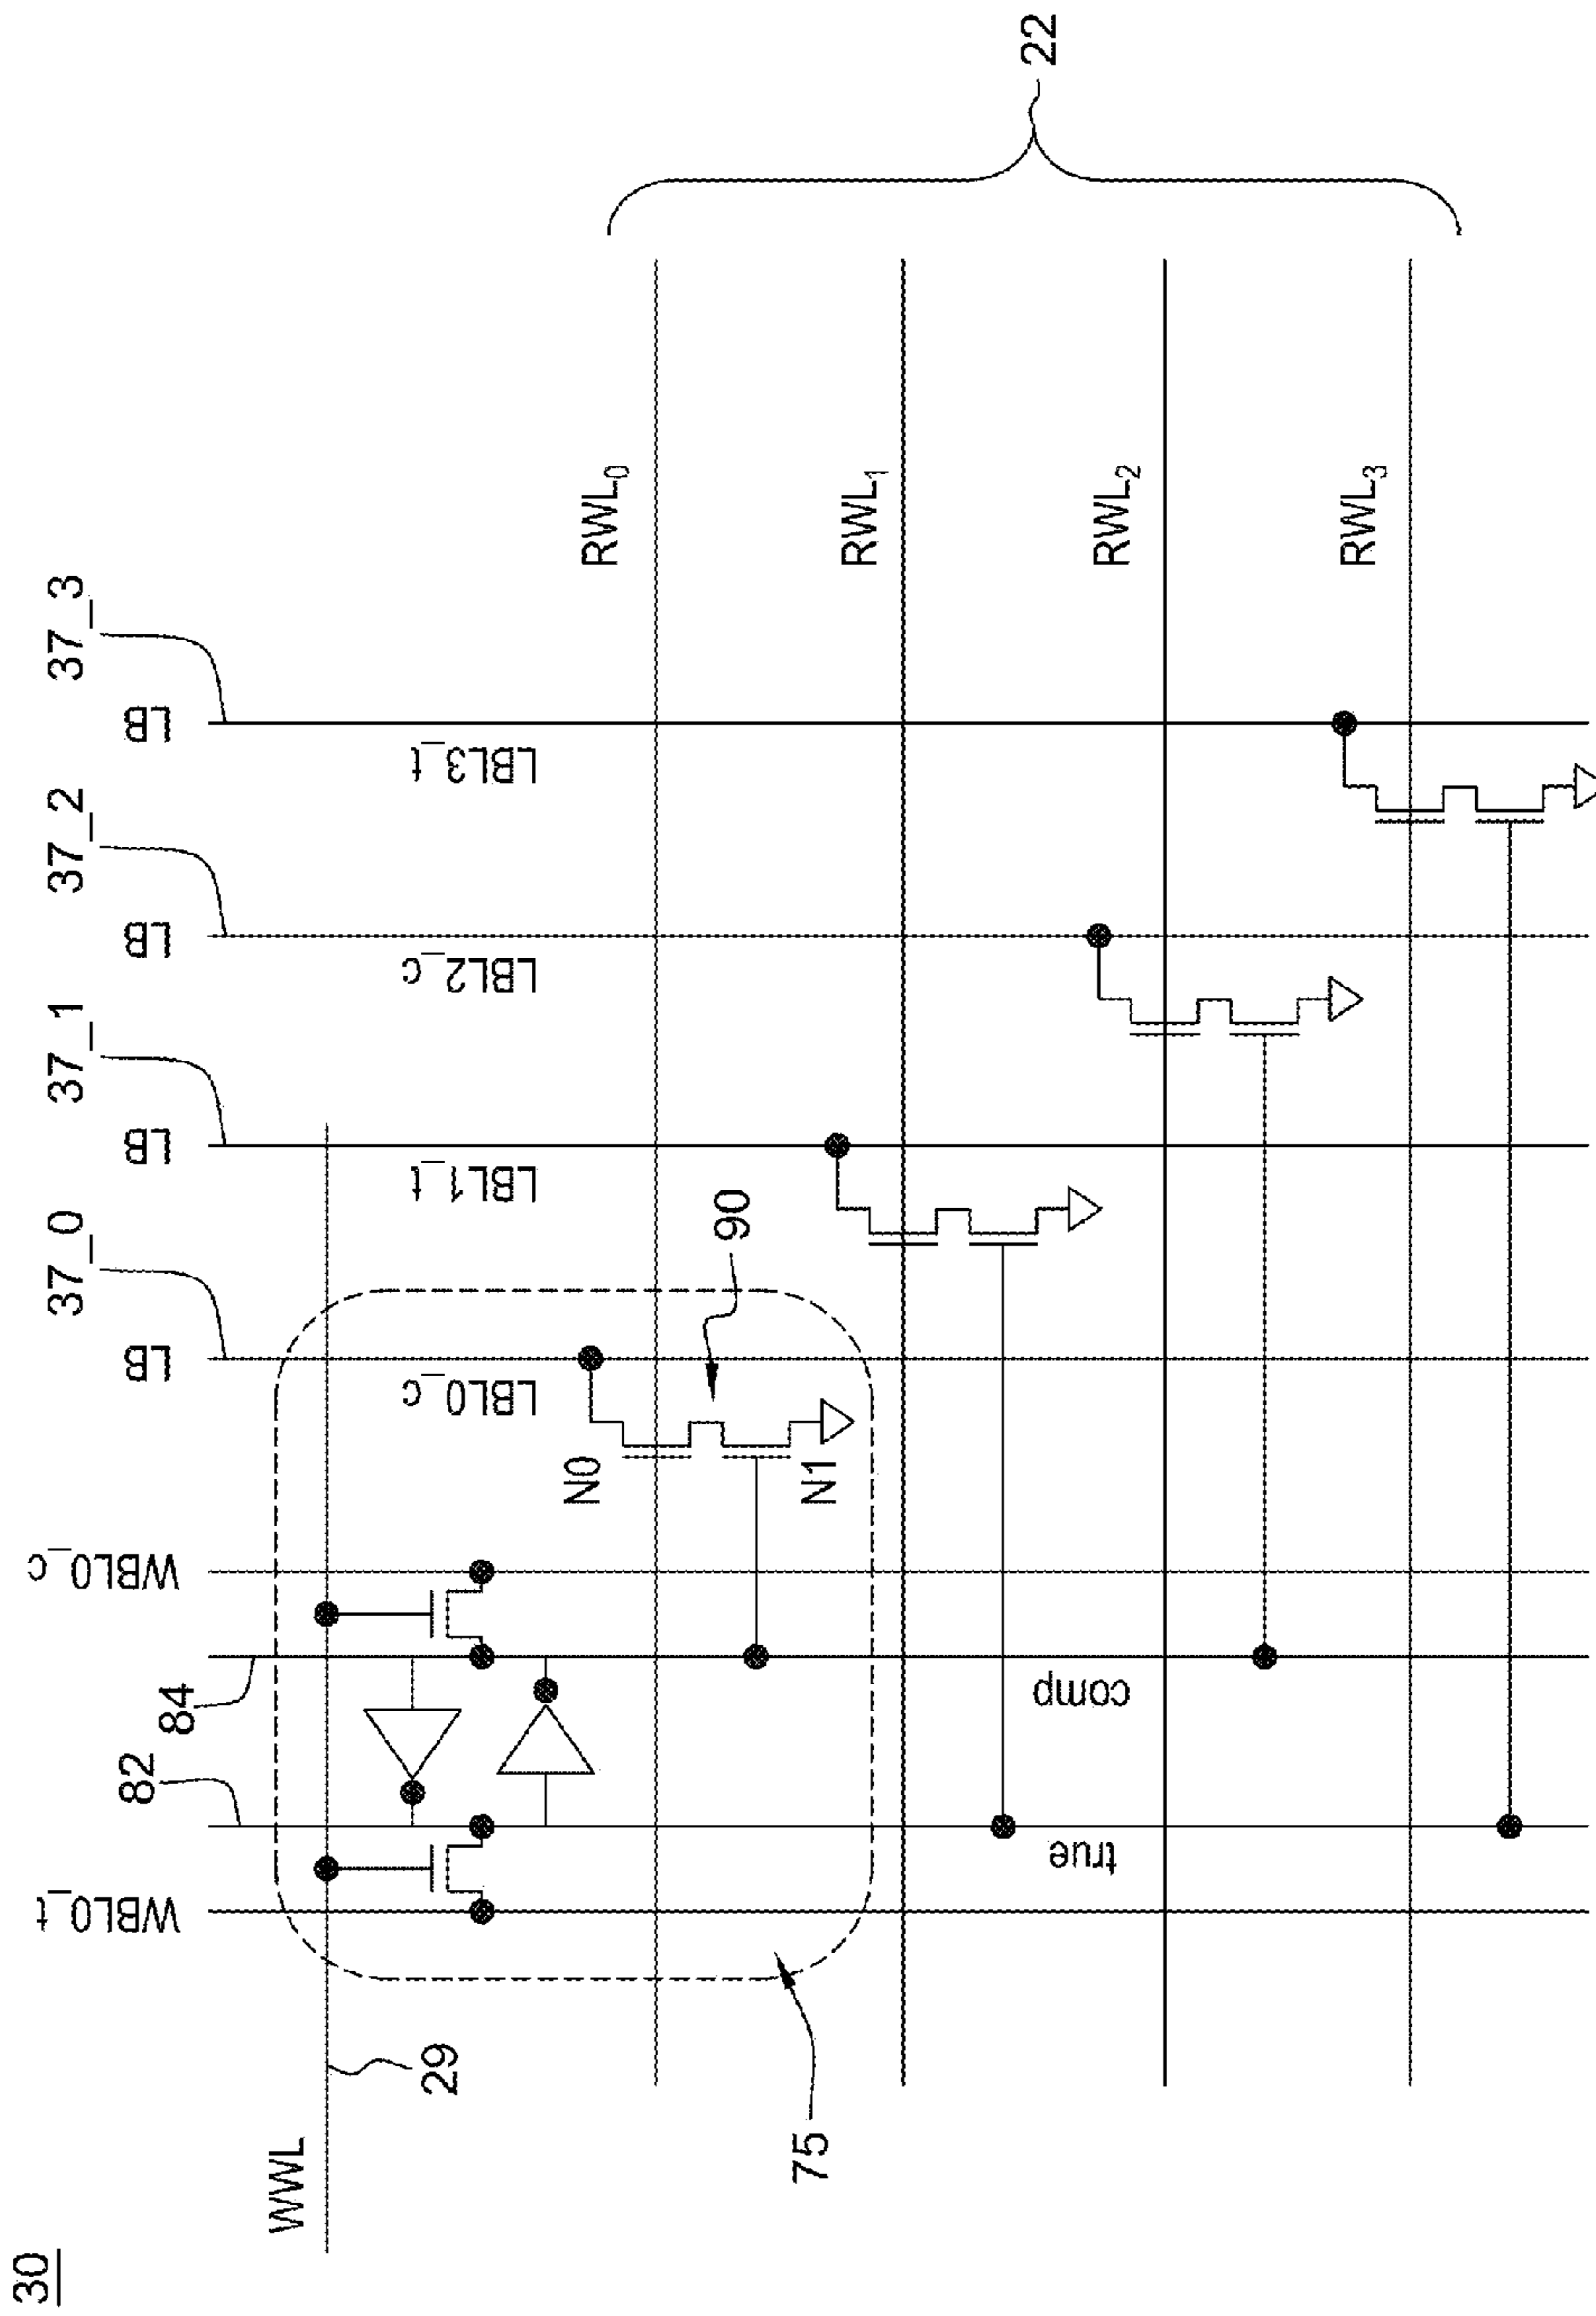 30
WWL
29
75
WBL0_t
82
84
WBL0_c
true
comp
37_0
LB
LBL0_c
37_1
LB
LBL1_t
37_2
LB
LBL2_c
37_3
LB
LBL3_t
N0
N1
90
RWL0
RWL1
RWL2
RWL3
22